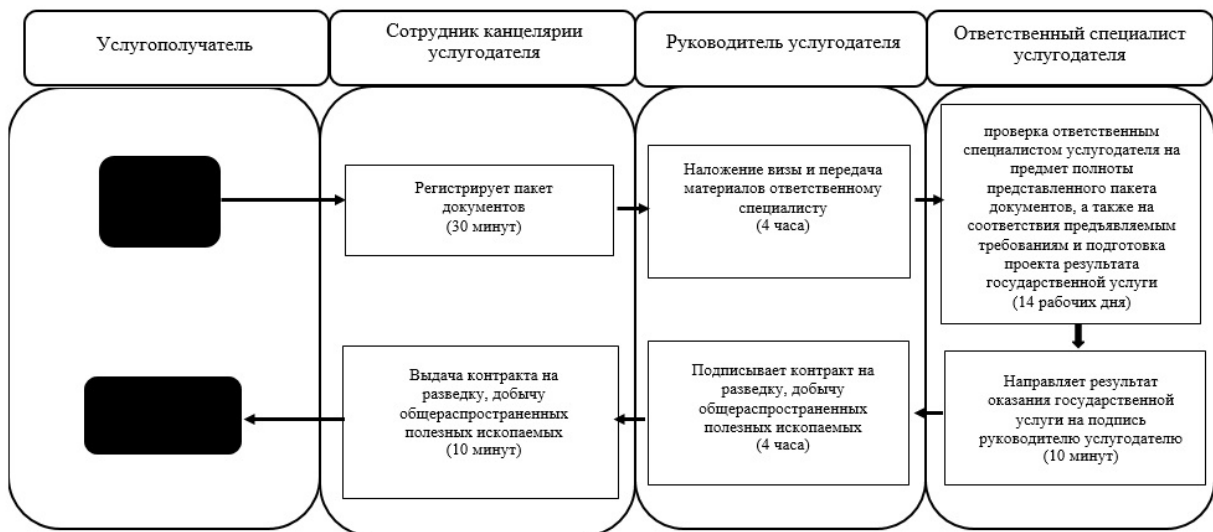 Услугополучатель
Сотрудник канцелярии
услугодателя
Руководитель услугодателя
Ответственный специалист
услугодателя
Регистрирует пакет
документов
(30 минут)
Наложение визы и передача
материалов ответственному
специалисту
(4 часа)
проверка ответственным
специалистом услугодателя на
предмет полноты
представленного пакета
документов, а также на
соответствия предъявляемым
требованиям и подготовка
проекта результата
государственной услуги
(14 рабочих дня)
Выдача контракта на
разведку, добычу
общераспространенных
полезных ископаемых
(10 минут)
Подписывает контракт на
разведку, добычу
общераспространенных
полезных ископаемых
(4 часа)
Направляет результат
оказания государственной
услуги на подпись
руководителю услугодателю
(10 минут)